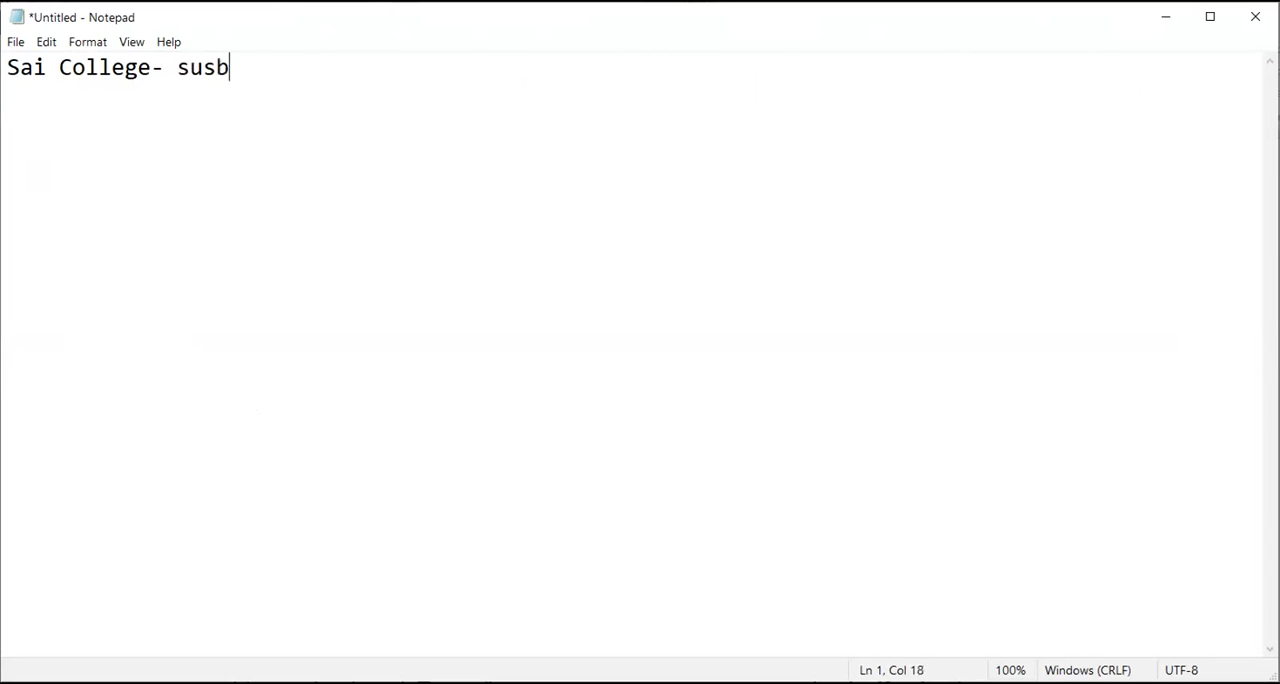 *Untitled - Notepad
File Edit Format View Help
Sai College- susb
Ln 1, Col 18 100% Windows (CRLF) UTF-8